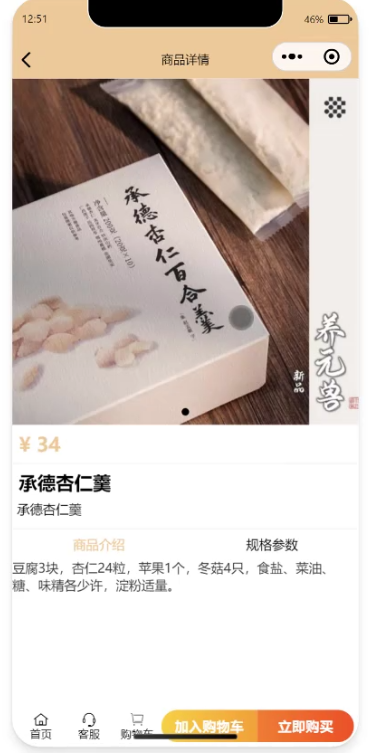 12:51
46%
商品详情
承德杏仁百合羹
养元兽
新品
¥ 34
承德杏仁羹
承德杏仁羹
商品介绍
规格参数
豆腐3块，杏仁24粒，苹果1个，冬菇4只，食盐、菜油、
糖、味精各少许，淀粉适量。
首页
客服
购物车
加入购物车
立即购买